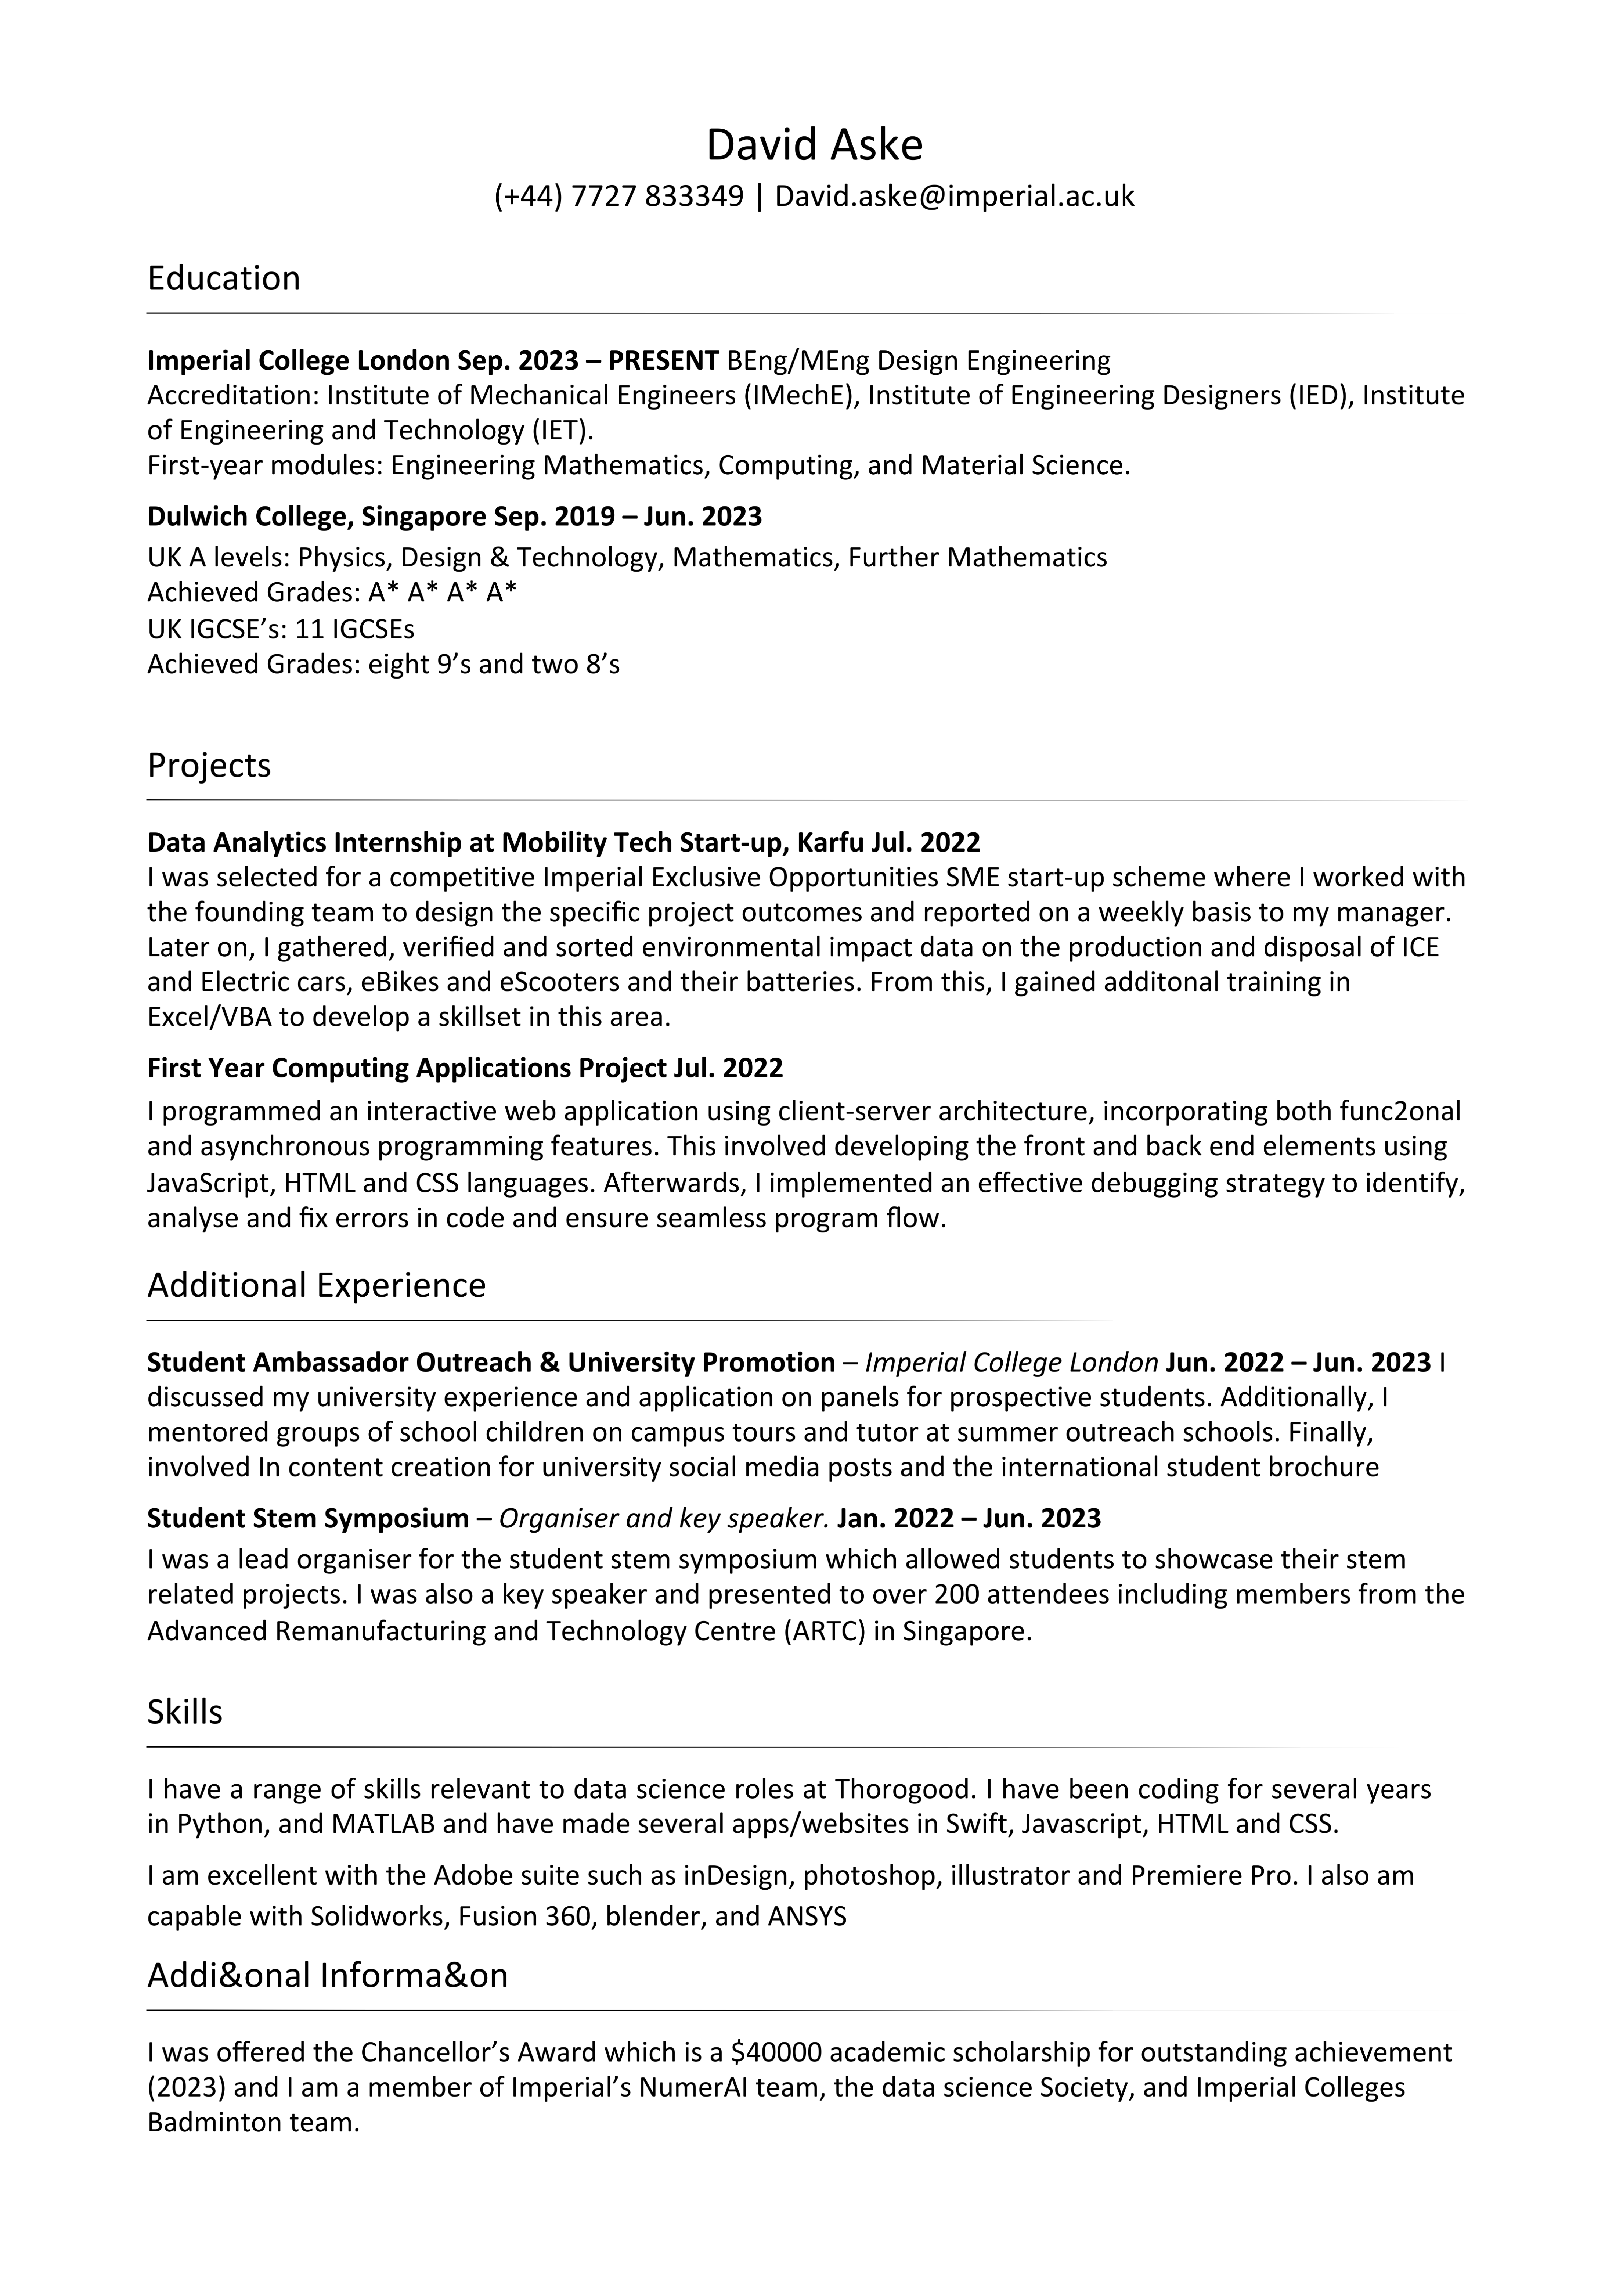 David Aske
(+44) 7727 833349 | David.aske@imperial.ac.uk
Education
Imperial College London Sep. 2023 – PRESENT BEng/MEng Design Engineering
Accreditation: Institute of Mechanical Engineers (IMechE), Institute of Engineering Designers (IED), Institute
of Engineering and Technology (IET).
First-year modules: Engineering Mathematics, Computing, and Material Science.
Dulwich College, Singapore Sep. 2019 – Jun. 2023
UK A levels: Physics, Design & Technology, Mathematics, Further Mathematics
Achieved Grades: A* A* A* A*
UK IGCSE’s: 11 IGCSEs
Achieved Grades: eight 9’s and two 8’s
Projects
Data Analytics Internship at Mobility Tech Start-up, Karfu Jul. 2022
I was selected for a competitive Imperial Exclusive Opportunities SME start-up scheme where I worked with
the founding team to design the specific project outcomes and reported on a weekly basis to my manager.
Later on, I gathered, verified and sorted environmental impact data on the production and disposal of ICE
and Electric cars, eBikes and eScooters and their batteries. From this, I gained additonal training in
Excel/VBA to develop a skillset in this area.
First Year Computing Applications Project Jul. 2022
I programmed an interactive web application using client-server architecture, incorporating both func2onal
and asynchronous programming features. This involved developing the front and back end elements using
JavaScript, HTML and CSS languages. Afterwards, I implemented an effective debugging strategy to identify,
analyse and fix errors in code and ensure seamless program flow.
Additional Experience
Student Ambassador Outreach & University Promotion – Imperial College London Jun. 2022 – Jun. 2023 I
discussed my university experience and application on panels for prospective students. Additionally, I
mentored groups of school children on campus tours and tutor at summer outreach schools. Finally,
involved In content creation for university social media posts and the international student brochure
Student Stem Symposium – Organiser and key speaker. Jan. 2022 – Jun. 2023
I was a lead organiser for the student stem symposium which allowed students to showcase their stem
related projects. I was also a key speaker and presented to over 200 attendees including members from the
Advanced Remanufacturing and Technology Centre (ARTC) in Singapore.
Skills
I have a range of skills relevant to data science roles at Thorogood. I have been coding for several years
in Python, and MATLAB and have made several apps/websites in Swift, Javascript, HTML and CSS.
I am excellent with the Adobe suite such as inDesign, photoshop, illustrator and Premiere Pro. I also am
capable with Solidworks, Fusion 360, blender, and ANSYS
Addi&onal Informa&on
I was offered the Chancellor’s Award which is a $40000 academic scholarship for outstanding achievement
(2023) and I am a member of Imperial’s NumerAI team, the data science Society, and Imperial Colleges
Badminton team.